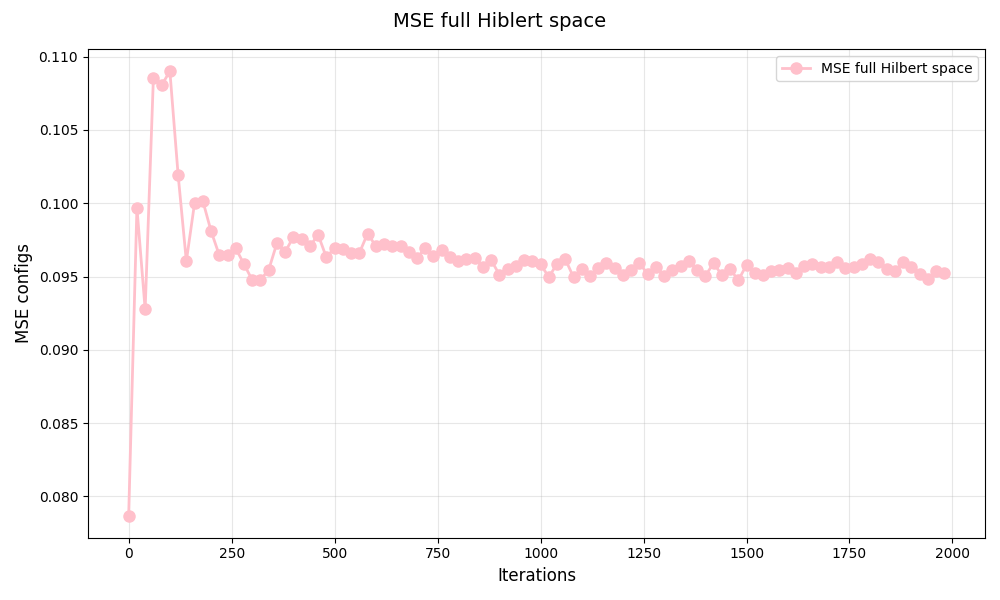 MSE full Hiblert space
MSE full Hilbert space
MSE configs
0.110
0.105
0.100
0.095
0.090
0.085
0.080
0 250 500 750 1000 1250 1500 1750 2000
Iterations